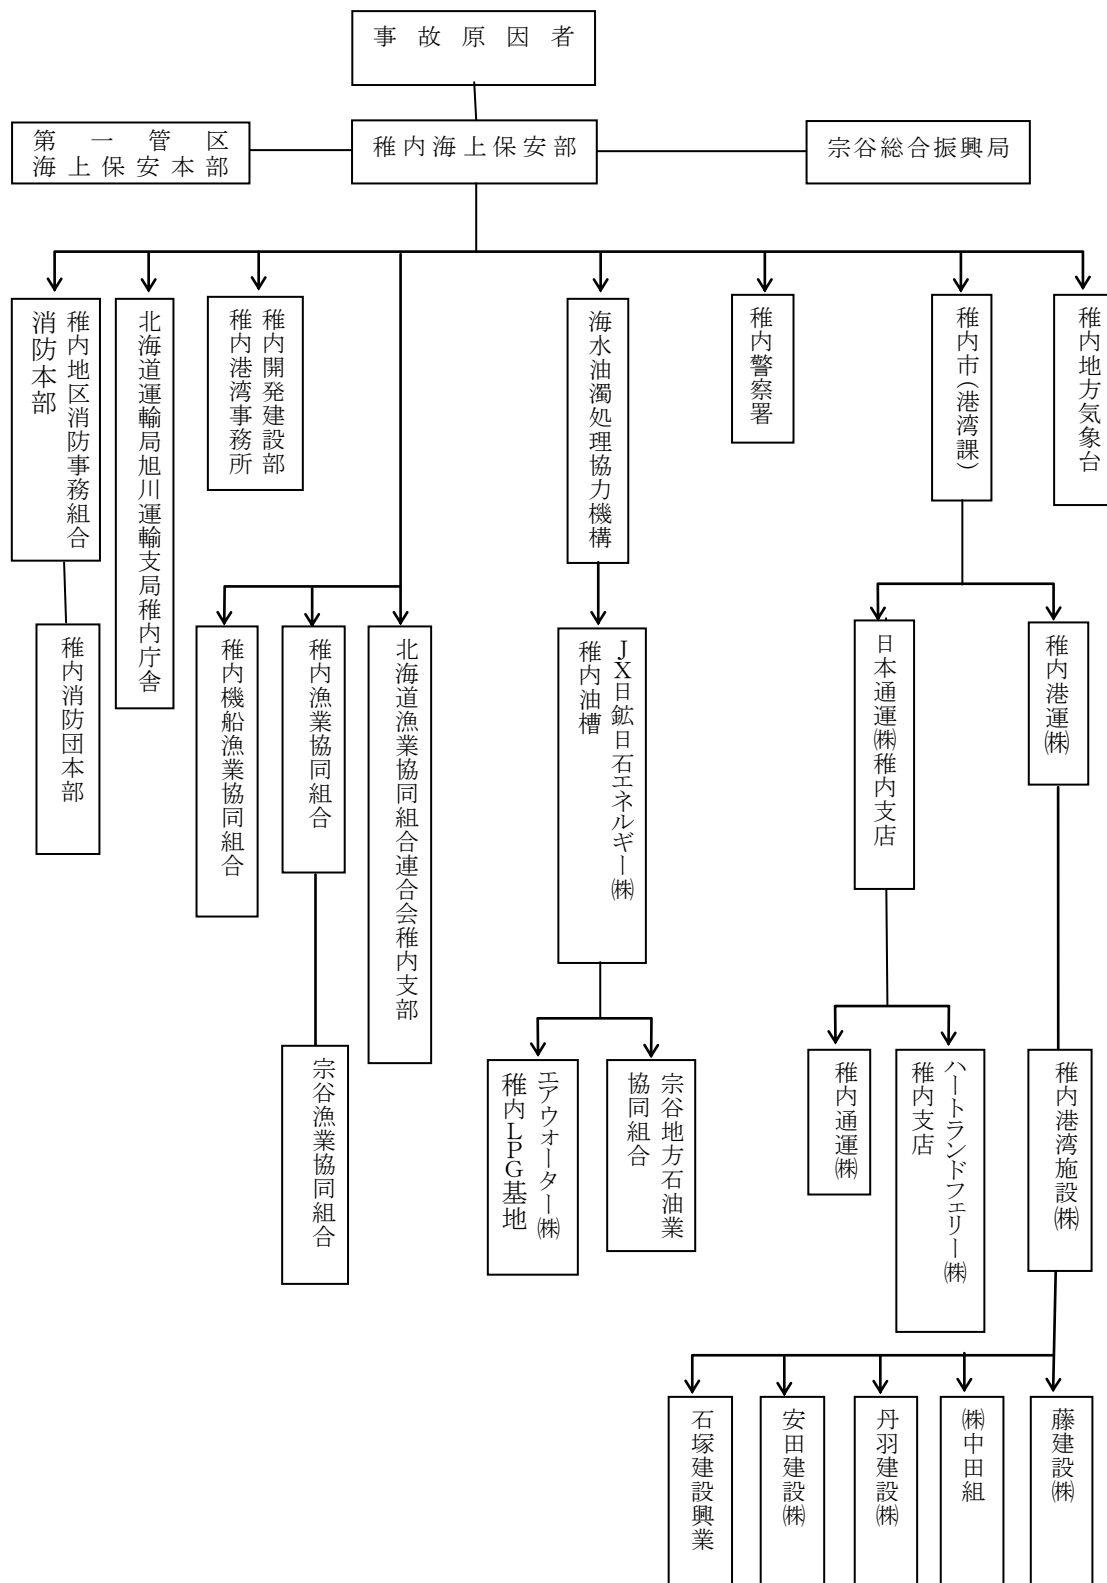 事故原因者
第一管区
海上保安本部
稚内海上保安部
宗谷総合振興局
稚内地区消防事務組合
消防本部
北海道運輸局旭川運輸支局稚内庁舎
稚内開発建設部
稚内港湾事務所
海水油濁処理協力機構
稚内警察署
稚内市(港湾課)
稚内地方気象台
稚内消防団本部
稚内機船漁業協同組合
稚内漁業協同組合
北海道漁業協同組合連合会稚内支部
JX日鉱日石エネルギー㈱
稚内油槽
日本通運㈱稚内支店
稚内港運㈱
宗谷漁業協同組合
エアウォーター㈱
稚内LPG基地
宗谷地方石油業
協同組合
稚内通運㈱
ハートランドフェリー㈱
稚内支店
稚内港湾施設㈱
石塚建設興業
安田建設㈱
丹羽建設㈱
㈱中田組
藤建設㈱